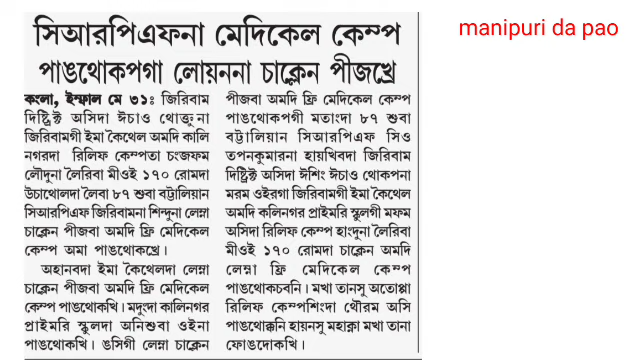 manipuri da pao
সিআরপিএফনা মেদিকেল কেম্প
পাঙথোকপগা লোয়ননা চাক্লেন পীজখ্রে
কংলা, ইম্ফাল মে ৩১ঃ জিরিবাম
দিষ্ট্রিক্ট অসিদা ঈচাও থোক্তুনা
জিরিবামগী ইমা কৈথেল অমদি কালি
নগরদা রিলিফ কেম্পতা চংজফম
লৌদুনা লৈরিবা মীওই ১৭০ রোমদা
উচাথোলদা লৈবা ৮৭ শুবা বট্টালিয়ান
সিআরপিএফ জিরিবামনা শিন্দুনা লেম্না
চাক্লেন পীজবা অমদি ফ্রি মেদিকেল
কেম্প অমা পাঙথোকখ্রে।
অহানবদা ইমা কৈথেলদা লেম্না
চাক্লেন পীজবা অমদি ফ্রি মেদিকেল
কেম্প পাঙথোকখি। মদুদা কালিনগর
প্রাইমরি স্কুলদা অনিশুবা ওইনা
পাঙথোকখি। ঙসিগী লেম্না চাক্লেন
পীজবা অমদি ফ্রি মেদিকেল কেম্প
পাঙথোকপগী মতাংদা ৮৭ শুবা
বট্টালিয়ান সিআরপিএফ সিও
তপনকুমারনা হায়খিবদা জিরিবাম
দিষ্ট্রিক্ট অসিদা ঈশিং ঈচাও থোকপনা
মরম ওইরগা জিরিবামগী ইমা কৈথেল
অমদি কলিনগর প্রাইমরি স্কুলগী মফম
অসিদা রিলিফ কেম্প হাংদুনা লৈরিবা
মীওই ১৭০ রোমদা চাক্লেন অমদি
লেম্না ফ্রি মেদিকেল কেম্প
পাঙথোকচবনি। মখা তানসু অতোপ্পা
রিলিফ কেম্পশিংদা থৌরম অসি
পাঙথোক্কনি হায়নসু মহাক্না মখা তানা
ফোঙদোকখি।